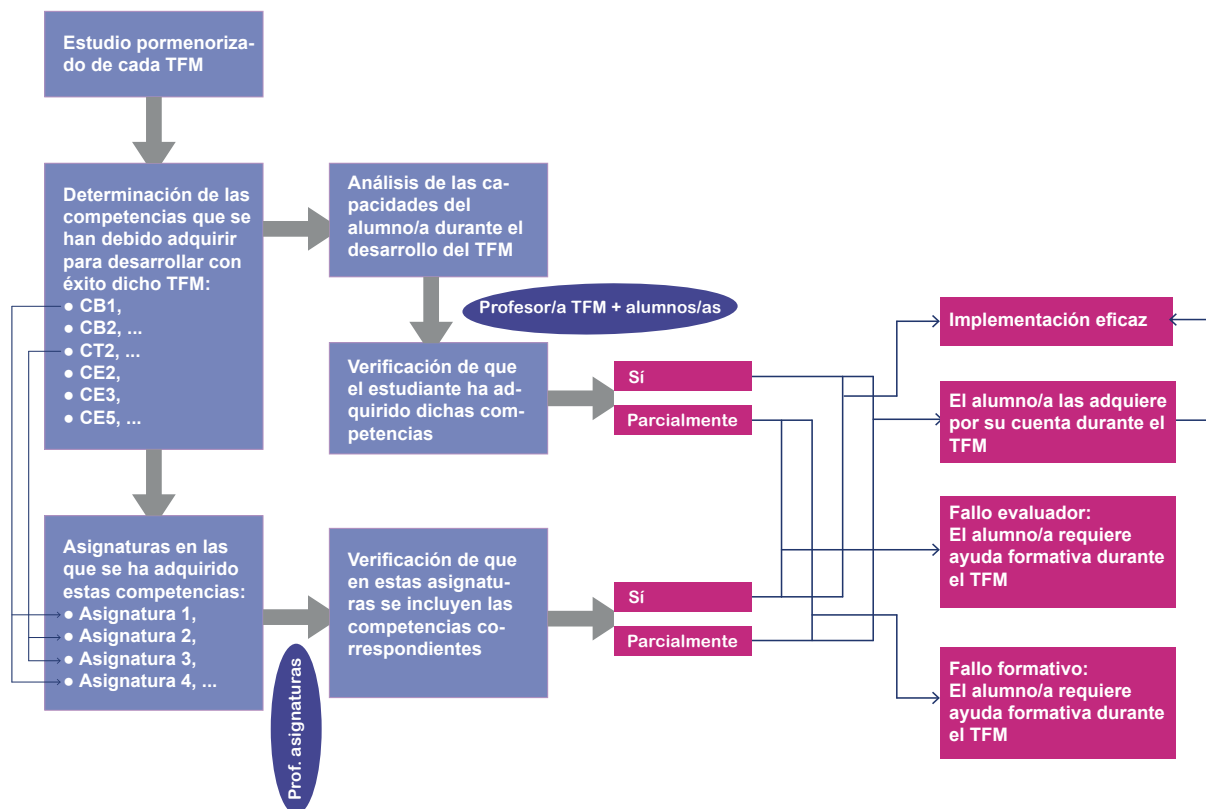 Estudio pormenoriza-
do de cada TFM
Determinación de las
competencias que se
han debido adquirir
para desarrollar con
éxito dicho TFM:
● CB1,
● CB2, ...
● CT2, ...
● CE2,
● CE3,
● CE5, ...
Análisis de las ca-
pacidades del
alumno/a durante el
desarrollo del TFM
Profesor/a TFM + alumnos/as
Verificación de que
el estudiante ha ad-
quirido dichas com-
petencias
Sí
Parcialmente
Asignaturas en las
que se ha adquirido
estas competencias:
● Asignatura 1,
● Asignatura 2,
● Asignatura 3,
● Asignatura 4, ...
Prof. asignaturas
Verificación de que
en estas asignatu-
ras se incluyen las
competencias co-
rrespondientes
Sí
Parcialmente
Implementación eficaz
El alumno/a las adquiere
por su cuenta durante el
TFM
Fallo evaluador:
El alumno/a requiere
ayuda formativa durante
el TFM
Fallo formativo:
El alumno/a requiere
ayuda formativa durante
el TFM